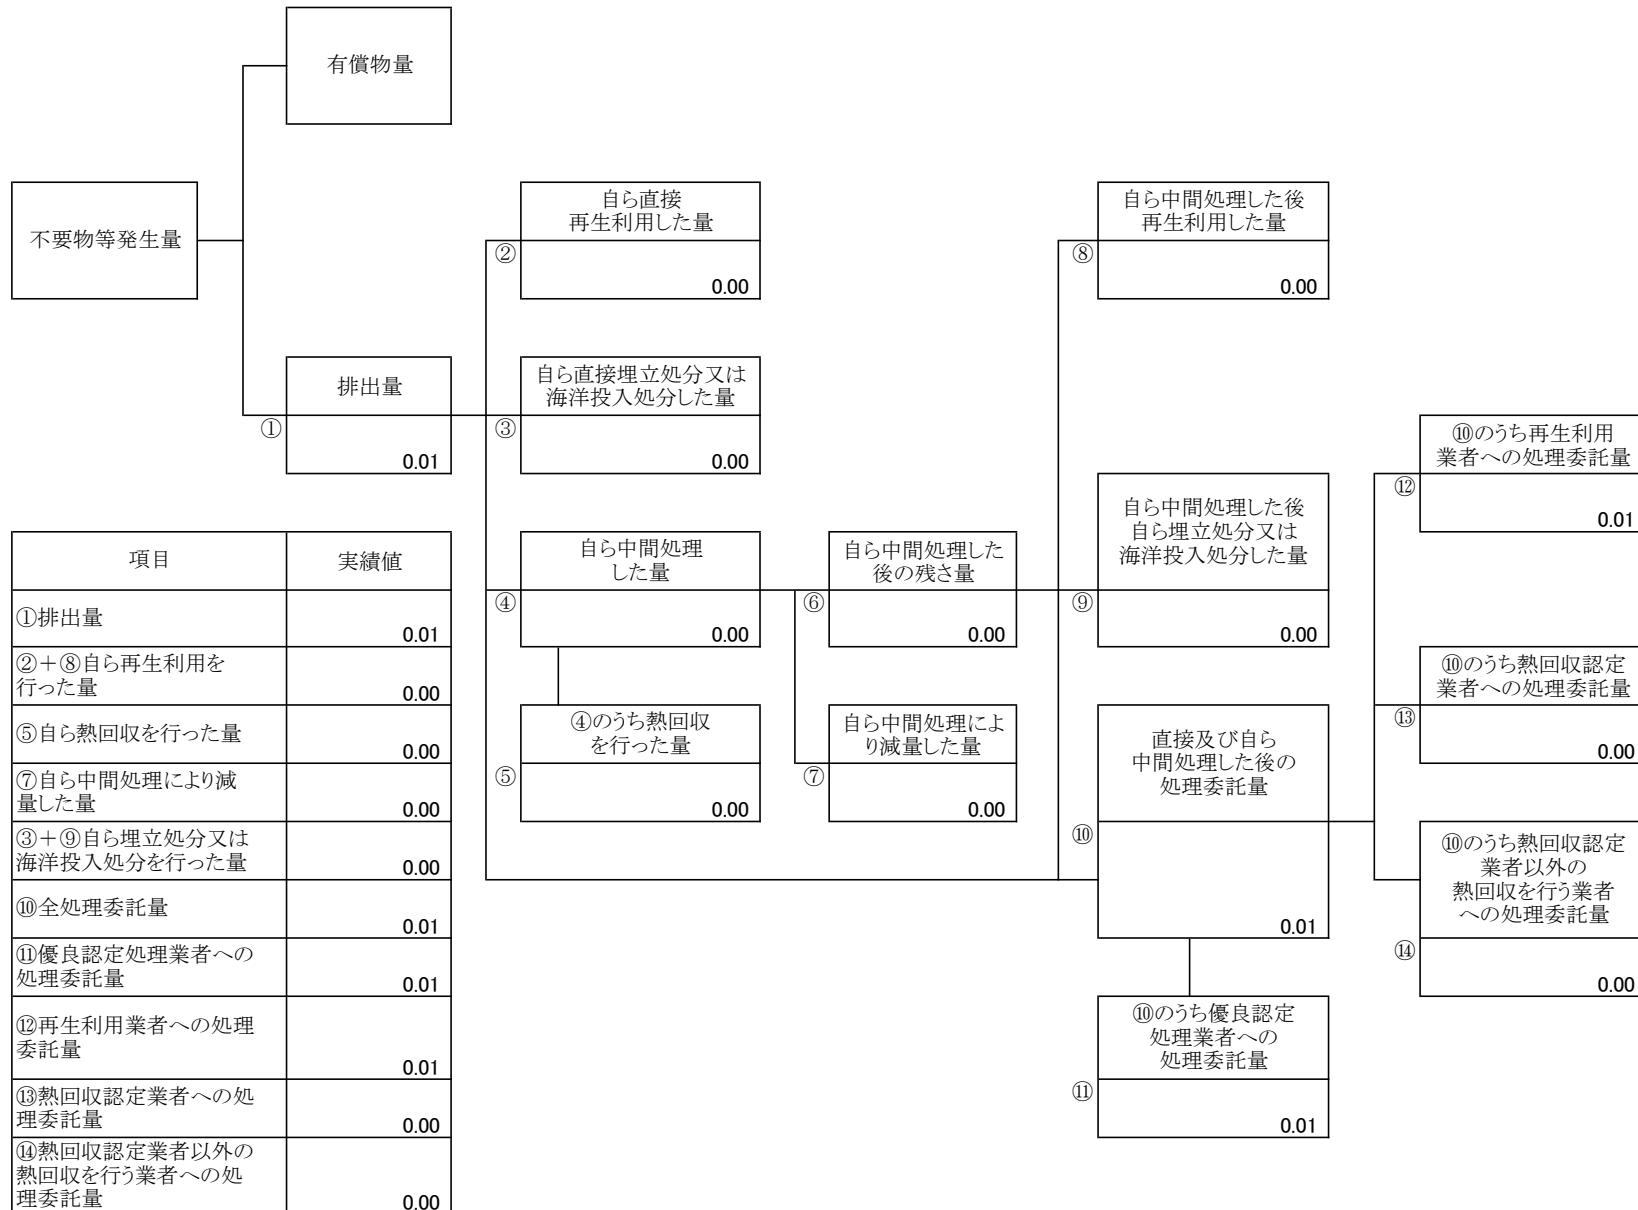 有償物量
不要物等発生量
排出量
①
0.01
自ら直接
再生利用した量
②
0.00
自ら直接埋立処分又は
海洋投入処分した量
③
0.00
自ら中間処理
した量
④
0.00
④のうち熱回収
を行った量
⑤
0.00
自ら中間処理した
後の残さ量
⑥
0.00
自ら中間処理によ
り減量した量
⑦
0.00
自ら中間処理した後
再生利用した量
⑧
0.00
自ら中間処理した後
自ら埋立処分又は
海洋投入処分した量
⑨
0.00
直接及び自ら
中間処理した後の
処理委託量
⑩
0.01
⑩のうち優良認定
処理業者への
処理委託量
⑪
0.01
⑩のうち再生利用
業者への処理委託量
⑫
0.01
⑩のうち熱回収認定
業者への処理委託量
⑬
0.00
⑩のうち熱回収認定
業者以外の
熱回収を行う業者
への処理委託量
⑭
0.00
項目 実績値
①排出量
0.01
②+⑧自ら再生利用を
行った量
0.00
⑤自ら熱回収を行った量
0.00
⑦自ら中間処理により減
量した量
0.00
③+⑨自ら埋立処分又は
海洋投入処分を行った量
0.00
⑩全処理委託量
0.01
⑪優良認定処理業者への
処理委託量
0.01
⑫再生利用業者への処理
委託量
0.01
⑬熱回収認定業者への処
理委託量
0.00
⑭熱回収認定業者以外の
熱回収を行う業者への処
理委託量
0.00